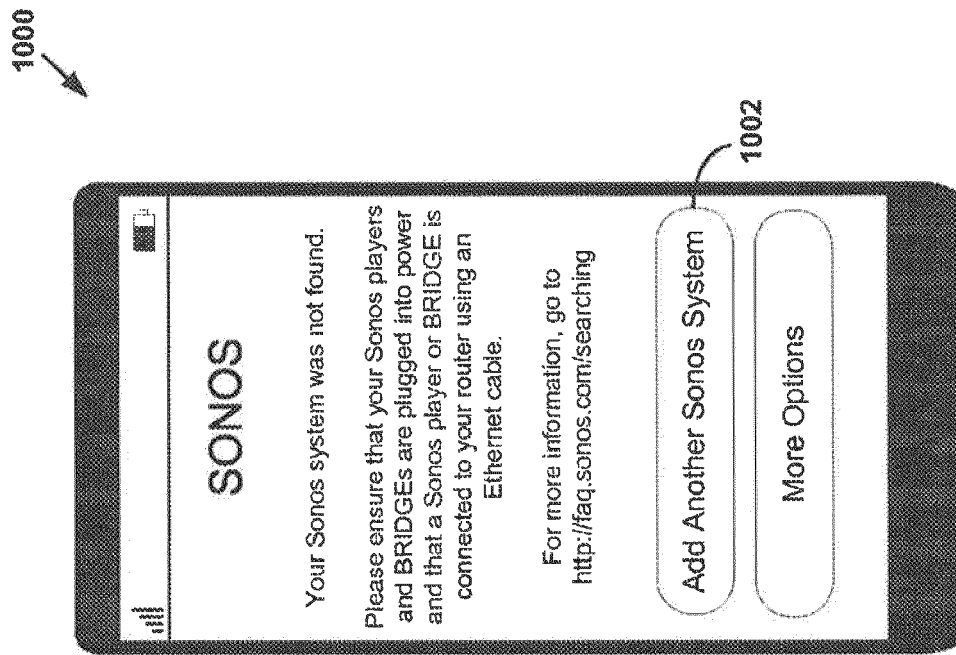 1000
SONOS
Your Sonos system was not found.
Please ensure that your Sonos players
and BRIDGEs are plugged into power
and that a Sonos player or BRIDGE is
connected to your router using an
Ethernet cable.
For more information, go to
http://faq.sonos.com/searching
Add Another Sonos System
1002
More Options